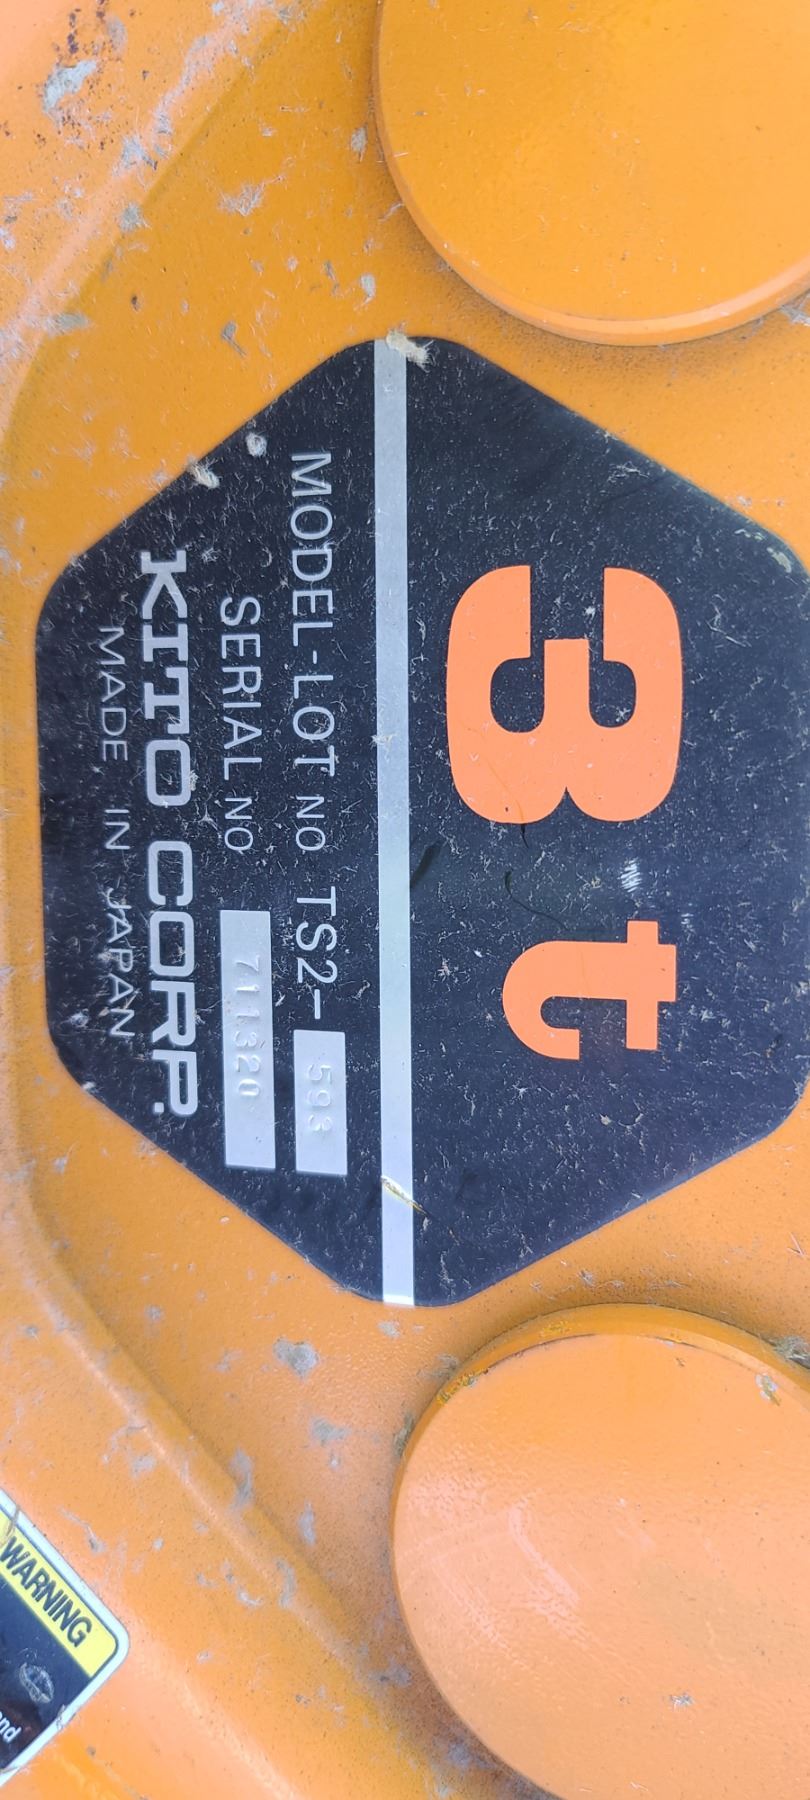 3 t
MODEL-LOT NO TS2- 593
SERIAL NO 711320
KITO CORP.
MADE IN JAPAN
WARNING